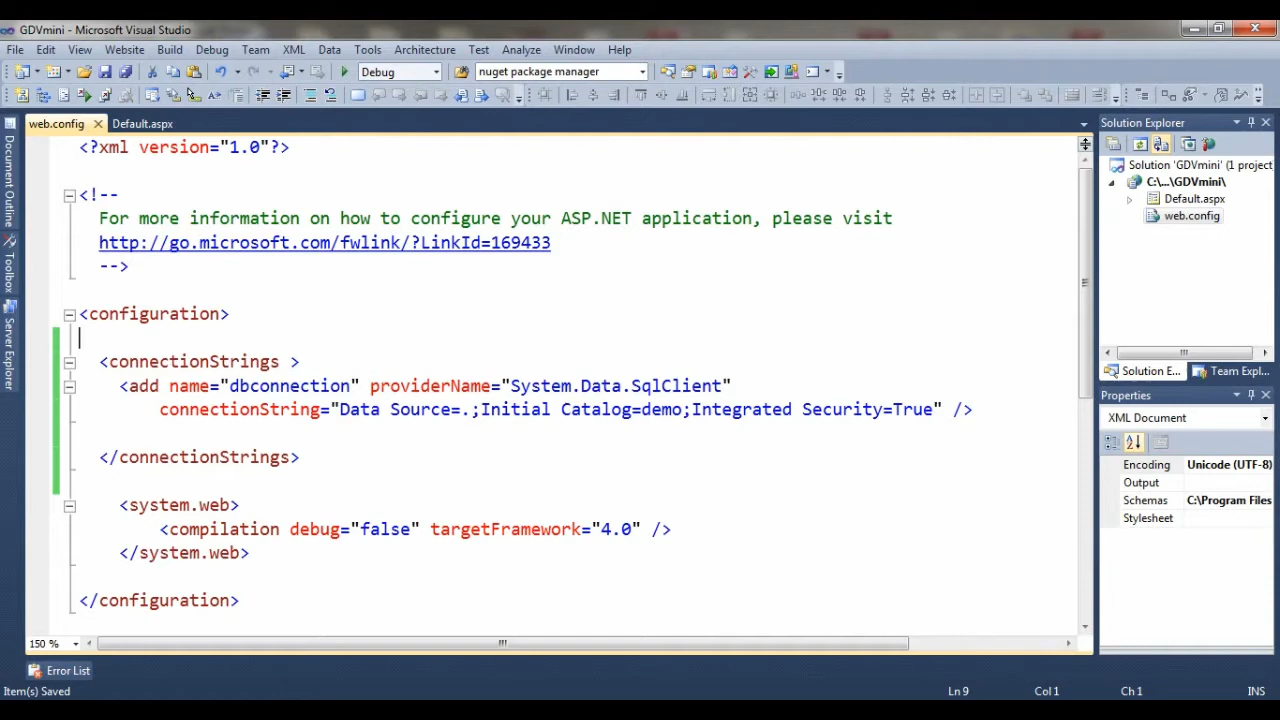 GDVmini - Microsoft Visual Studio
File Edit View Website Build Debug Team XML Data Tools Architecture Test Analyze Window Help
Debug nuget package manager
web.config Default.aspx
<?xml version="1.0"?>
<!--
For more information on how to configure your ASP.NET application, please visit
http://go.microsoft.com/fwlink/?LinkId=169433
-->
<configuration>
<connectionStrings >
<add name="dbconnection" providerName="System.Data.SqlClient"
connectionString="Data Source=.;Initial Catalog=demo;Integrated Security=True" />
</connectionStrings>
<system.web>
<compilation debug="false" targetFramework="4.0" />
</system.web>
</configuration>
150 %
Document Outline
Toolbox
Server Explorer
Solution Explorer
Solution 'GDVmini' (1 project
C:\...\GDVmini\
Default.aspx
web.config
Solution E... Team Expl...
Properties
XML Document
Encoding Unicode (UTF-8)
Output
Schemas C:\Program Files
Stylesheet
Error List
Item(s) Saved Ln 9 Col 1 Ch 1 INS